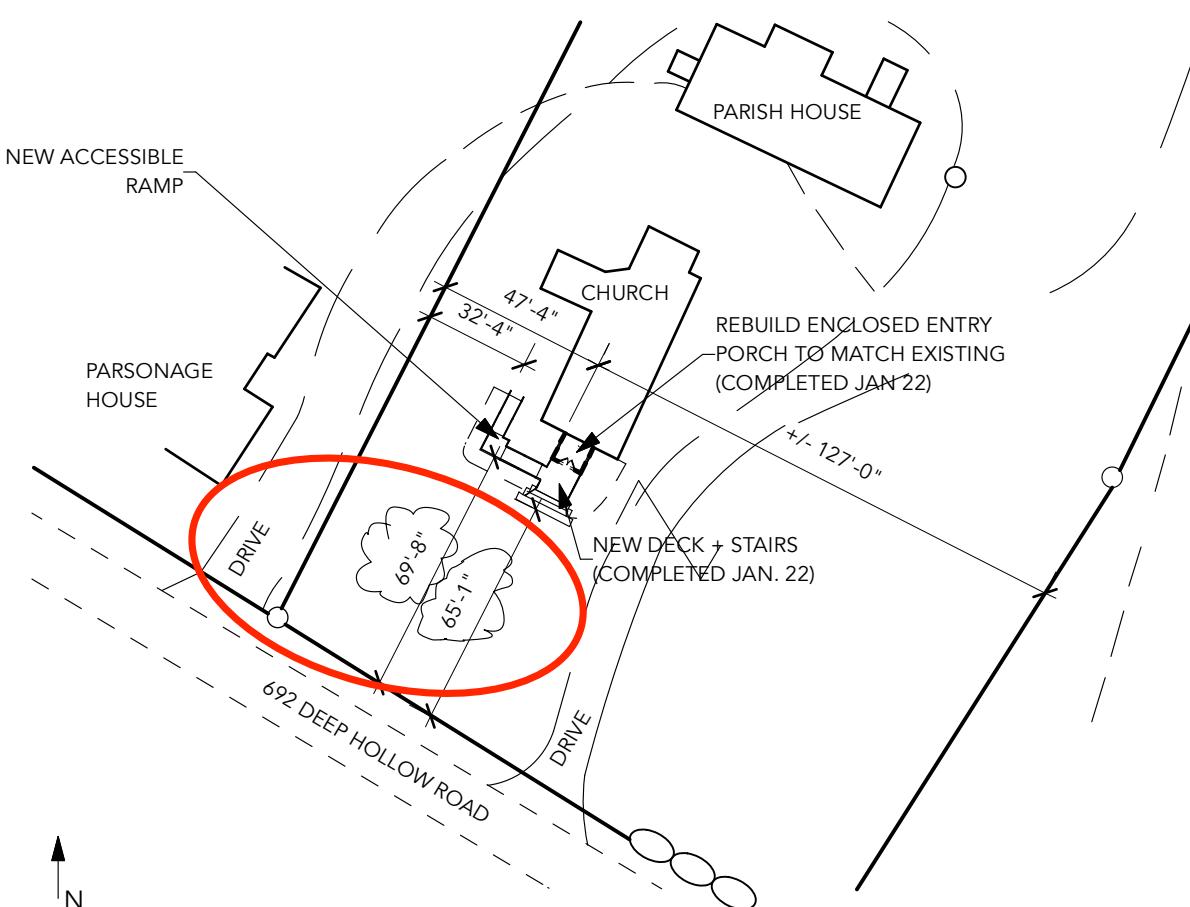 PARISH HOUSE
NEW ACCESSIBLE
RAMP
CHURCH
47'-4"
32'-4"
REBUILD ENCLOSED ENTRY
PORCH TO MATCH EXISTING
(COMPLETED JAN 22)
PARSONAGE
HOUSE
+/- 127'-0"
DRIVE
69'-8"
65'-1"
NEW DECK + STAIRS
(COMPLETED JAN. 22)
692 DEEP HOLLOW ROAD
DRIVE
N